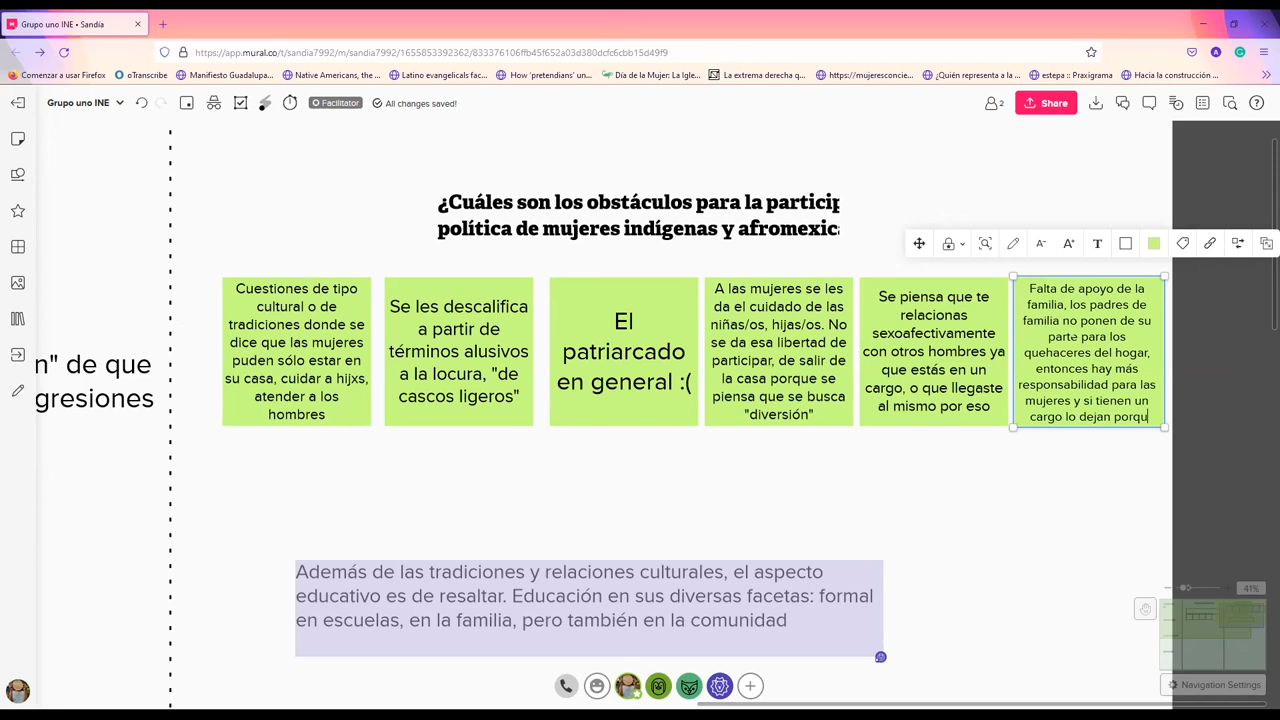 Grupo uno INE • Sandía
https://app.mural.co/t/sandia7992/m/sandia7992/1655853392362/833376106ffb45f652a03d380dcfc6cbb15d49f9
Comenzar a usar Firefox
oTranscribe
Manifiesto Guadalupa...
Native Americans, the ...
Latino evangelicals fac...
How 'pretendians' un...
Día de la Mujer: La Igle...
La extrema derecha q...
https://mujeresconcie...
¿Quién representa a la ...
estepa :: Praxigrama
Hacia la construcción ...
Grupo uno INE
Facilitator
All changes saved!
2
Share
n" de que
gresiones
¿Cuáles son los obstáculos para la particip
política de mujeres indígenas y afromexica
Cuestiones de tipo
cultural o de
tradiciones donde se
dice que las mujeres
puden sólo estar en
su casa, cuidar a hijxs,
atender a los
hombres
Se les descalifica
a partir de
términos alusivos
a la locura, "de
cascos ligeros"
El
patriarcado
en general :(
A las mujeres se les
da el cuidado de las
niñas/os, hijas/os. No
se da esa libertad de
participar, de salir de
la casa porque se
piensa que se busca
"diversión"
Se piensa que te
relacionas
sexoafectivamente
con otros hombres ya
que estás en un
cargo, o que llegaste
al mismo por eso
Falta de apoyo de la
familia, los padres de
familia no ponen de su
parte para los
quehaceres del hogar,
entonces hay más
responsabilidad para las
mujeres y si tienen un
cargo lo dejan porqu
Además de las tradiciones y relaciones culturales, el aspecto
educativo es de resaltar. Educación en sus diversas facetas: formal
en escuelas, en la familia, pero también en la comunidad
41%
Navigation Settings